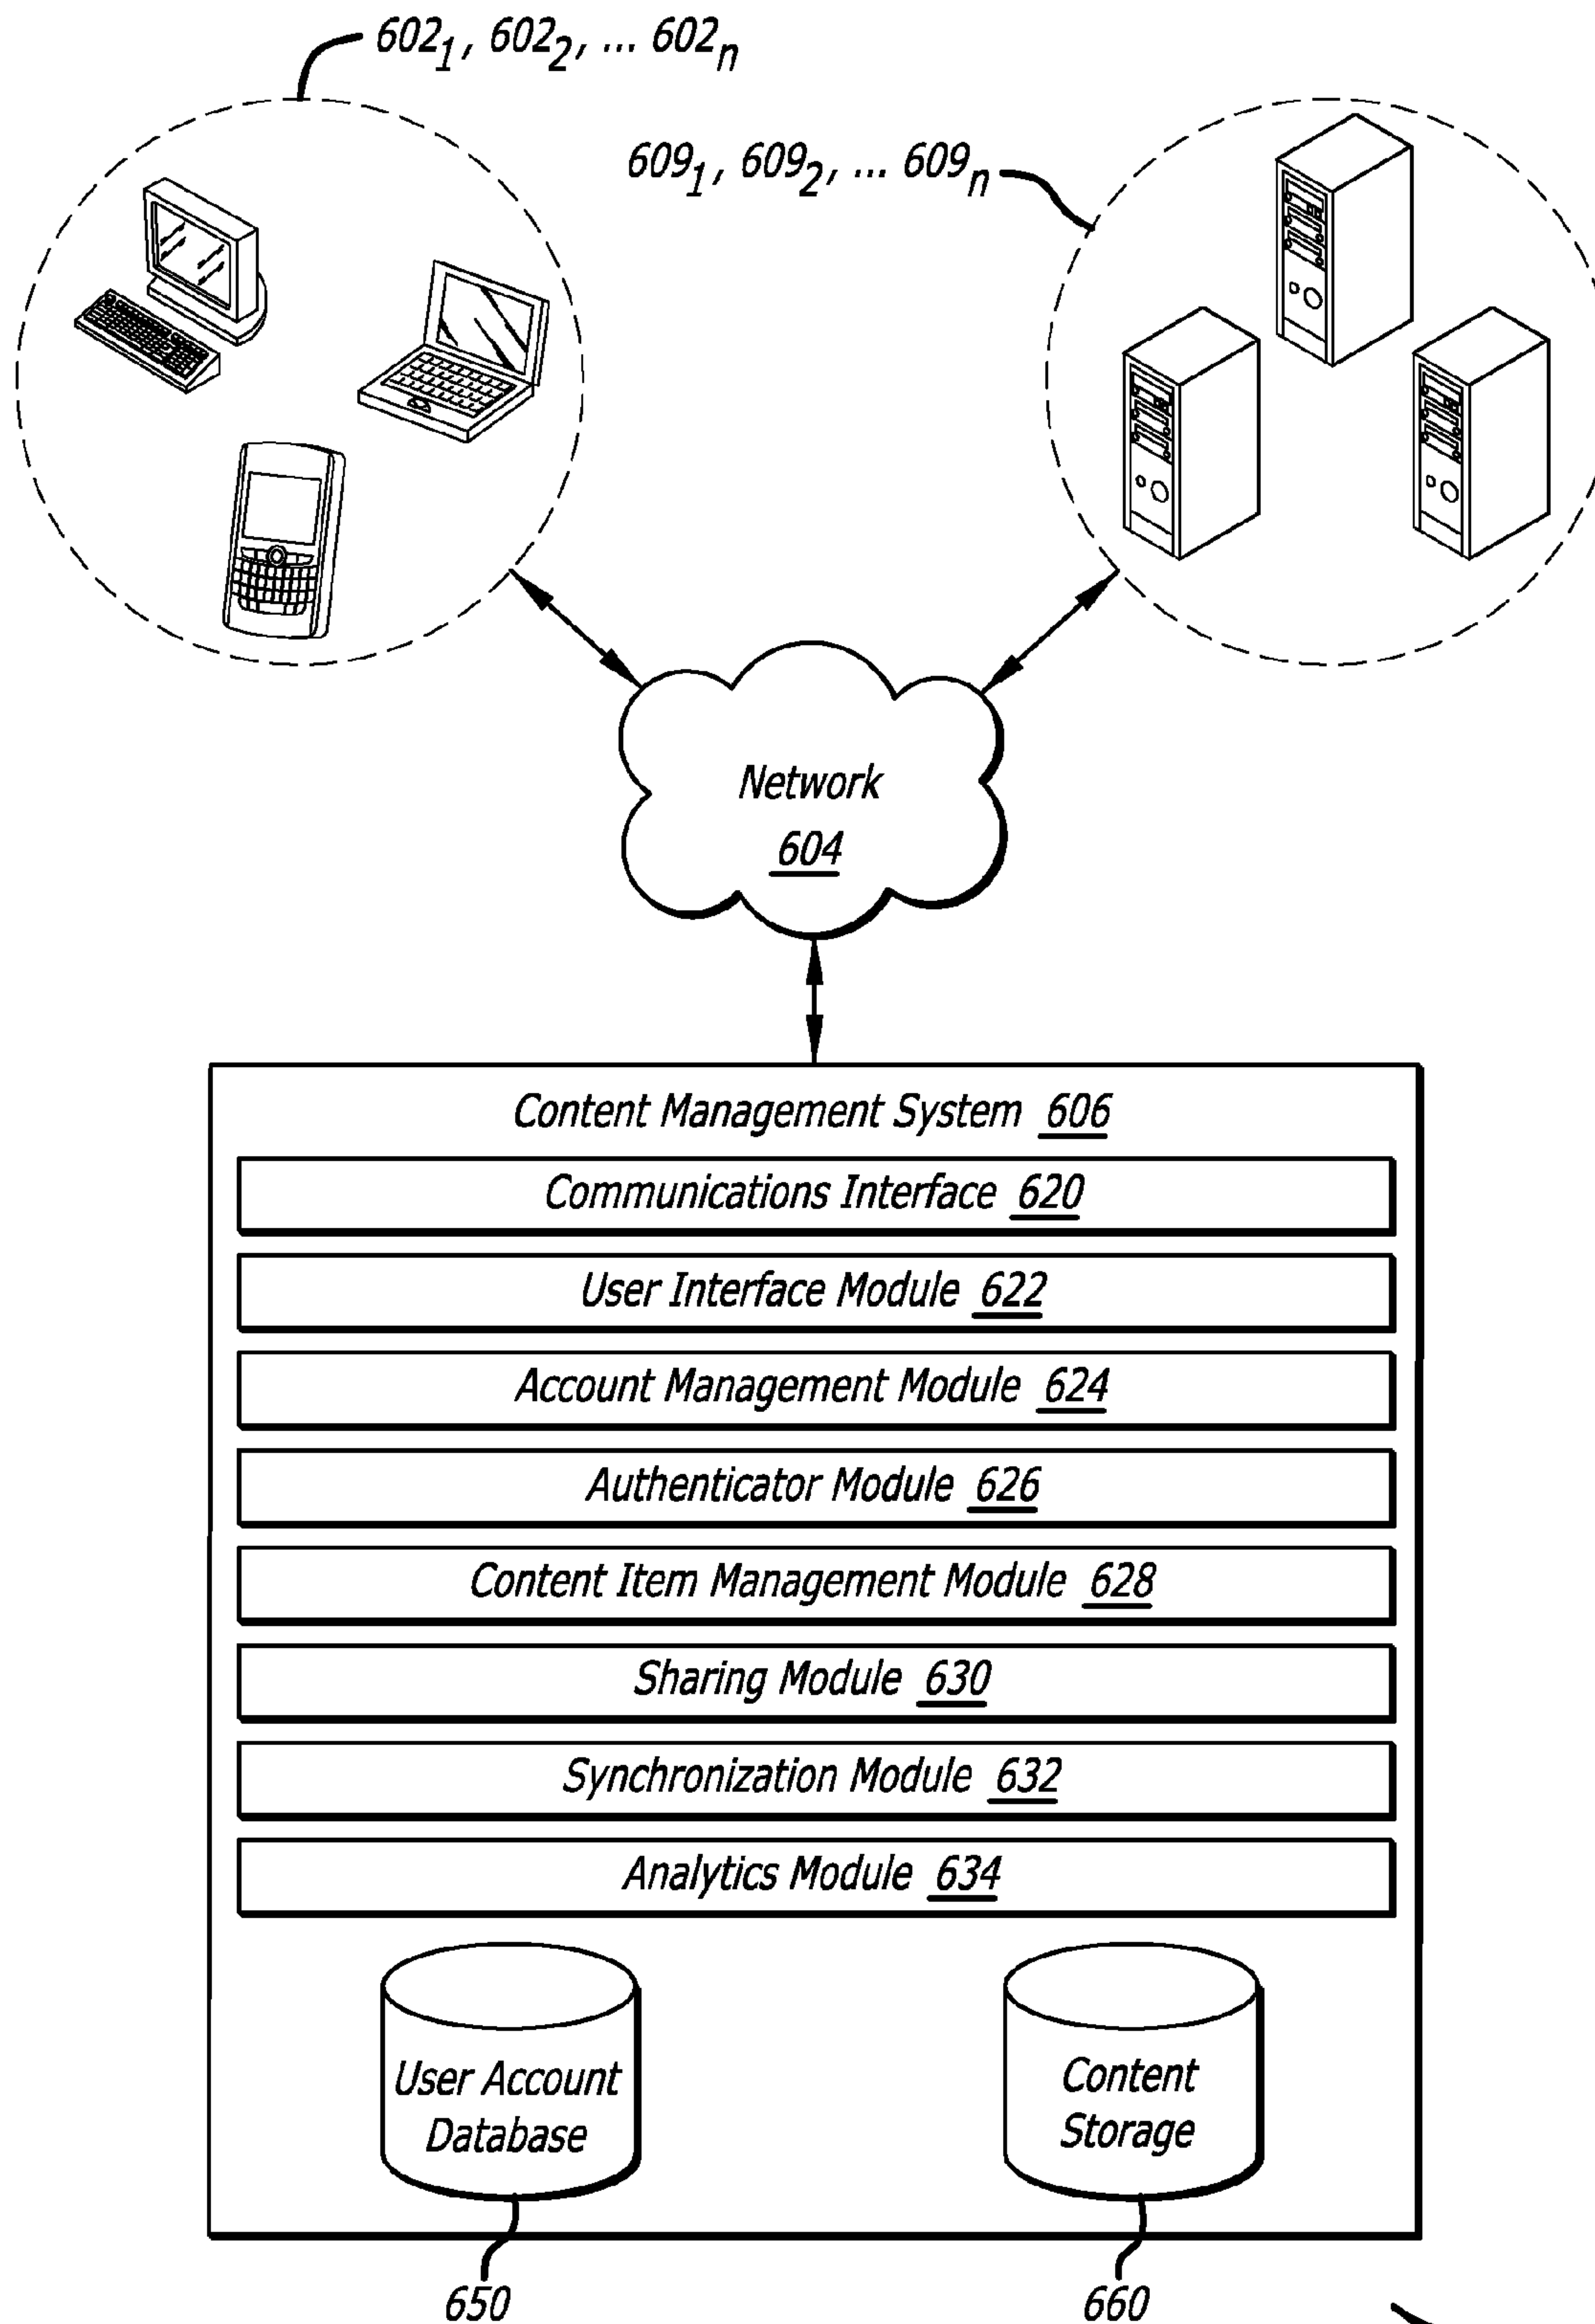 602₁, 602₂, ... 602ₙ
609₁, 609₂, ... 609ₙ
Network
604
Content Management System 606
Communications Interface 620
User Interface Module 622
Account Management Module 624
Authenticator Module 626
Content Item Management Module 628
Sharing Module 630
Synchronization Module 632
Analytics Module 634
User Account
Database
Content
Storage
650
660